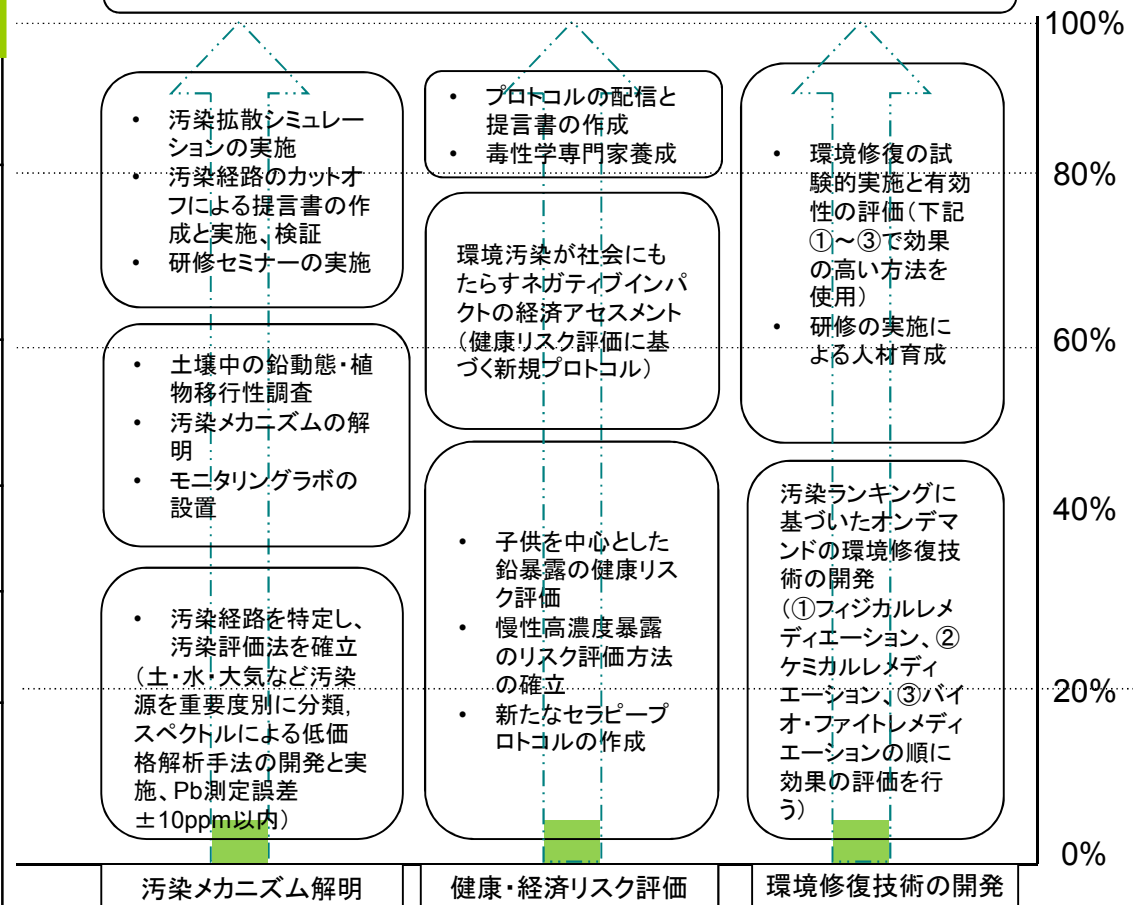 100%
• 汚染拡散シミュレー
ションの実施
• 汚染経路のカットオ
フによる提言書の作
成と実施、検証
• 研修セミナーの実施
• プロトコルの配信と
提言書の作成
• 毒性学専門家養成
• 環境修復の試
験的実施と有効
性の評価(下記
①～③で効果
の高い方法を
使用)
• 研修の実施に
よる人材育成
80%
環境汚染が社会にも
たらすネガティブインパ
クトの経済アセスメント
(健康リスク評価に基
づく新規プロトコル)
60%
• 土壌中の鉛動態・植
物移行性調査
• 汚染メカニズムの解
明
• モニタリングラボの
設置
40%
• 子供を中心とした
鉛暴露の健康リス
ク評価
• 慢性高濃度暴露
のリスク評価方法
の確立
• 新たなセラピープ
ロトコルの作成
汚染ランキングに
基づいたオンデマ
ンドの環境修復技
術の開発
(①フィジカルレメ
ディエーション、②
ケミカルレメディ
エーション、③バイ
オ・ファイトレメディ
エーションの順に
効果の評価を行
う)
• 汚染経路を特定し、
汚染評価法を確立
(土・水・大気など汚染
源を重要度別に分類,
スペクトルによる低価
格解析手法の開発と実
施、Pb測定誤差
±10ppm以内)
20%
0%
汚染メカニズム解明
健康・経済リスク評価
環境修復技術の開発